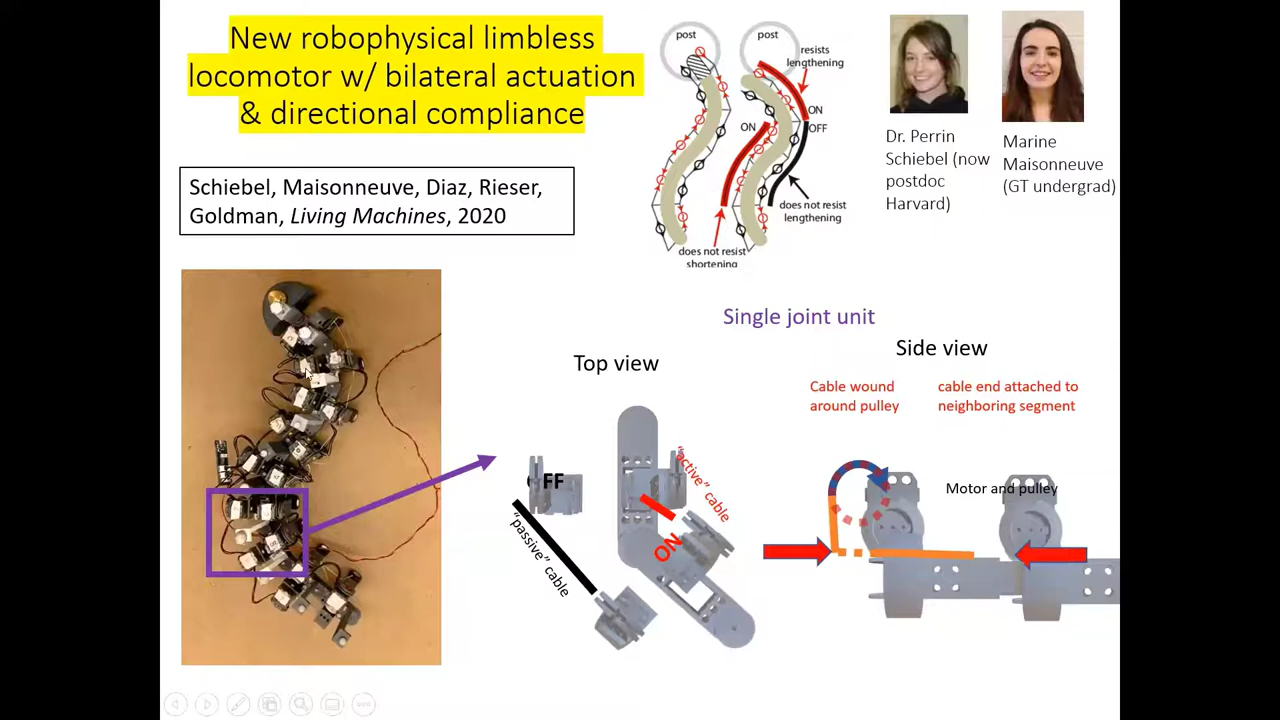 New robophysical limbless
locomotor w/ bilateral actuation
& directional compliance
Schiebel, Maisonneuve, Diaz, Rieser,
Goldman, Living Machines, 2020
post
post
resists
lengthening
ON
ON
OFF
does not resist
lengthening
does not resist
shortening
Dr. Perrin
Schiebel (now
postdoc
Harvard)
Marine
Maisonneuve
(GT undergrad)
Single joint unit
Top view
Side view
Cable wound
around pulley
cable end attached to
neighboring segment
FF
"active" cable
ON
"passive" cable
Motor and pulley